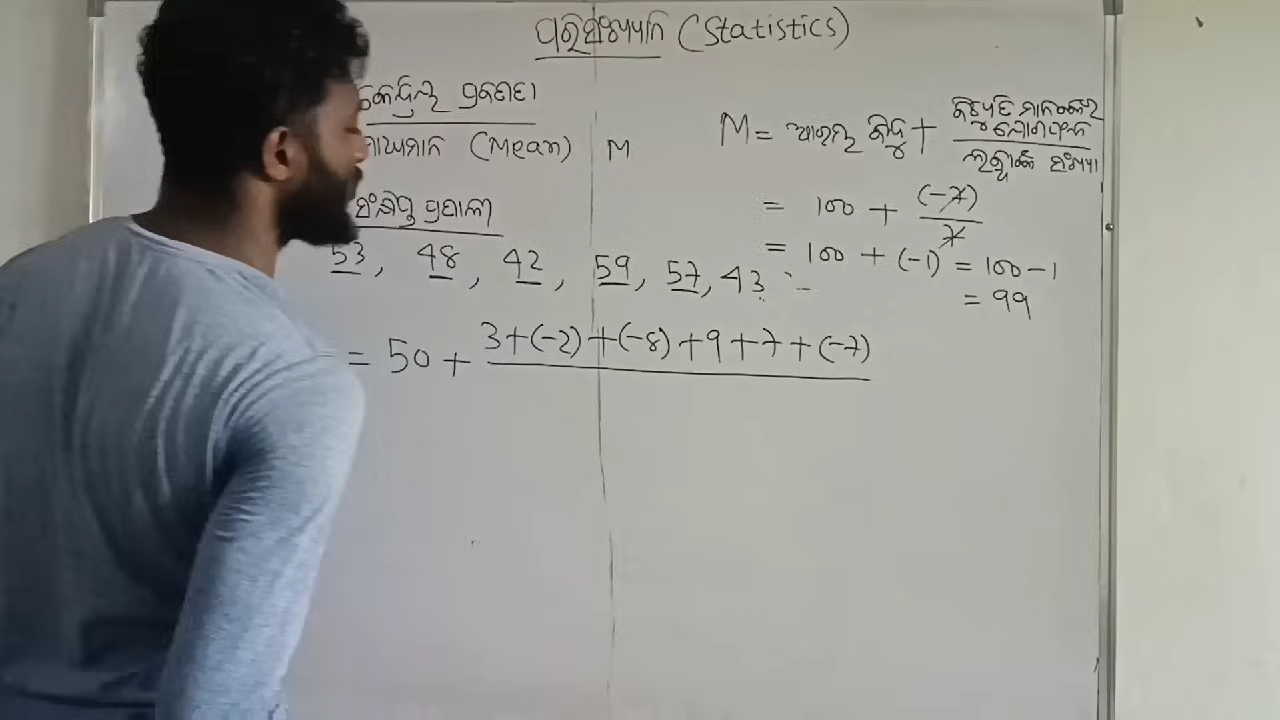 ପରିସଂଖ୍ୟାନ (Statistics)
କେନ୍ଦ୍ରୀୟ ପ୍ରବଣତା
ମାଧ୍ୟମାନ (Mean) M
ସଂକ୍ଷିପ୍ତ ପ୍ରଣାଳୀ
53, 48, 42, 59, 57, 43
= 50 + 3+(-2)+(-8)+9+7+(-7)
M = ଆରମ୍ଭ ବିନ୍ଦୁ + ବିଚ୍ୟୁତି ମାନଙ୍କର
ଯୋଗଫଳ
ଲବ୍ଧାଙ୍କ ସଂଖ୍ୟା
= 100 + (-7)
7
= 100 + (-1) = 100-1
= 99